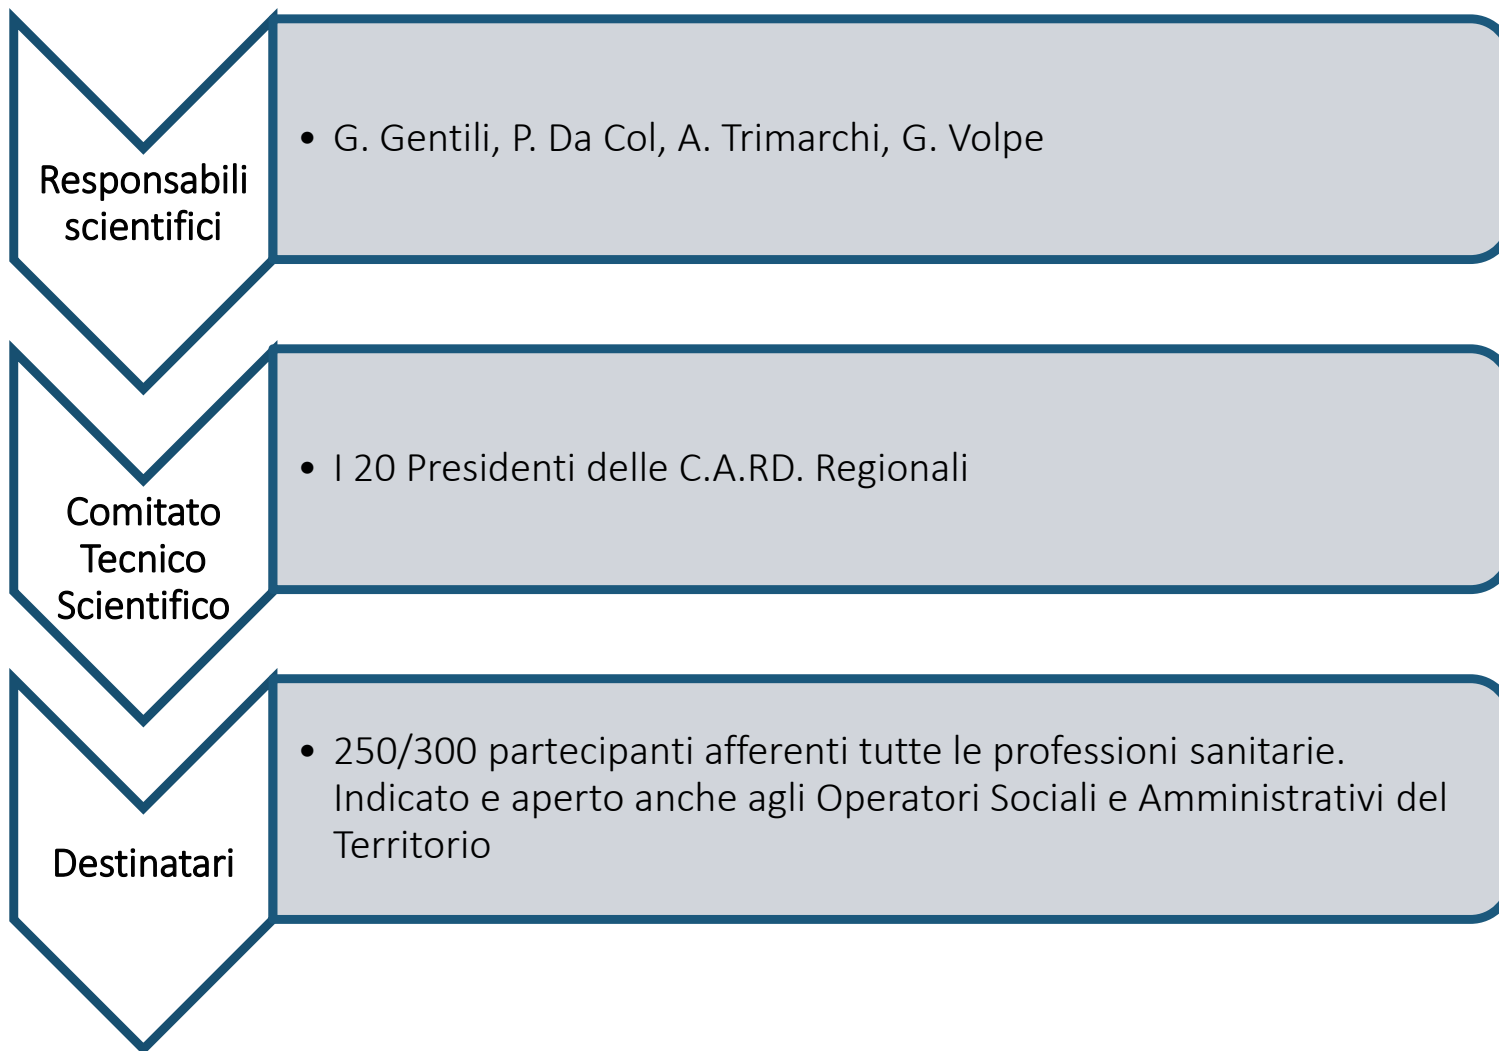 Responsabili
scientifici
• G. Gentili, P. Da Col, A. Trimarchi, G. Volpe
Comitato
Tecnico
Scientifico
• I 20 Presidenti delle C.A.RD. Regionali
Destinatari
• 250/300 partecipanti afferenti tutte le professioni sanitarie.
Indicato e aperto anche agli Operatori Sociali e Amministrativi del
Territorio